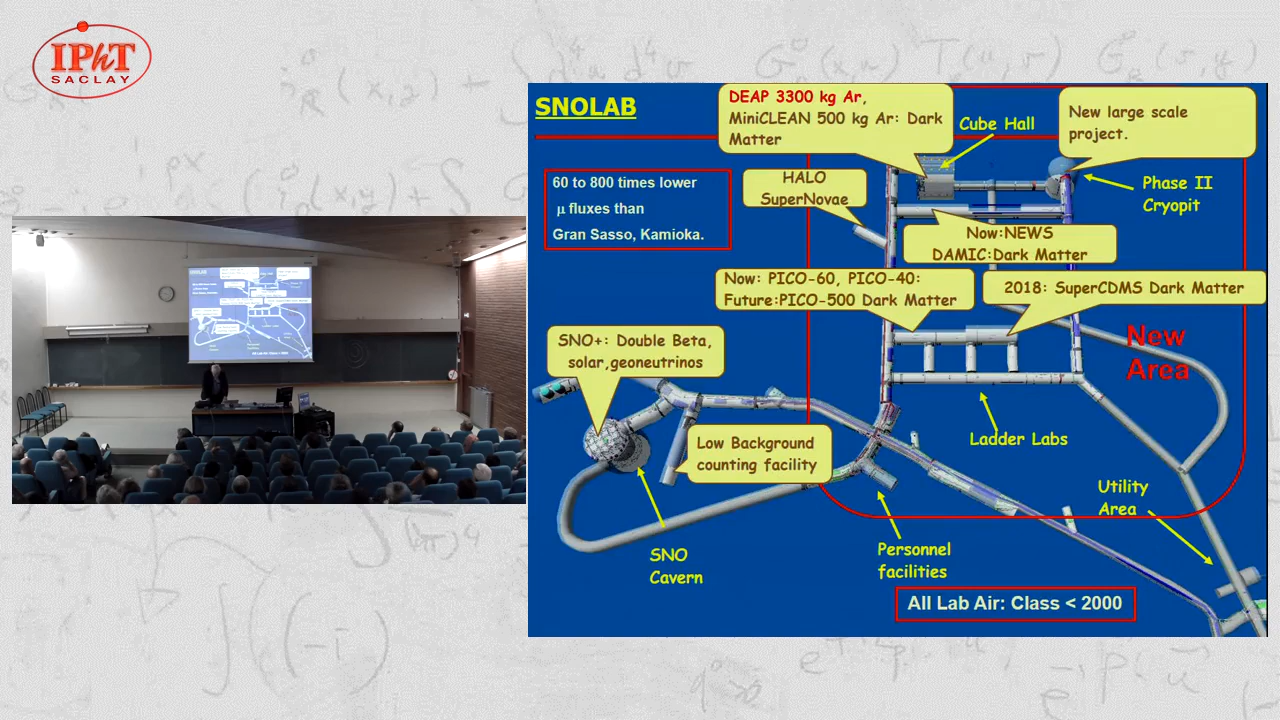 IPhT
SACLAY
SNOLAB
DEAP 3300 kg Ar,
MiniCLEAN 500 kg Ar: Dark
Matter
Cube Hall
New large scale
project.
60 to 800 times lower
μ fluxes than
Gran Sasso, Kamioka.
HALO
SuperNovae
Phase II
Cryopit
Now:NEWS
DAMIC:Dark Matter
Now: PICO-60, PICO-40:
Future:PICO-500 Dark Matter
2018: SuperCDMS Dark Matter
SNO+: Double Beta,
solar,geoneutrinos
New
Area
Low Background
counting facility
Ladder Labs
Utility
Area
SNO
Cavern
Personnel
facilities
All Lab Air: Class < 2000